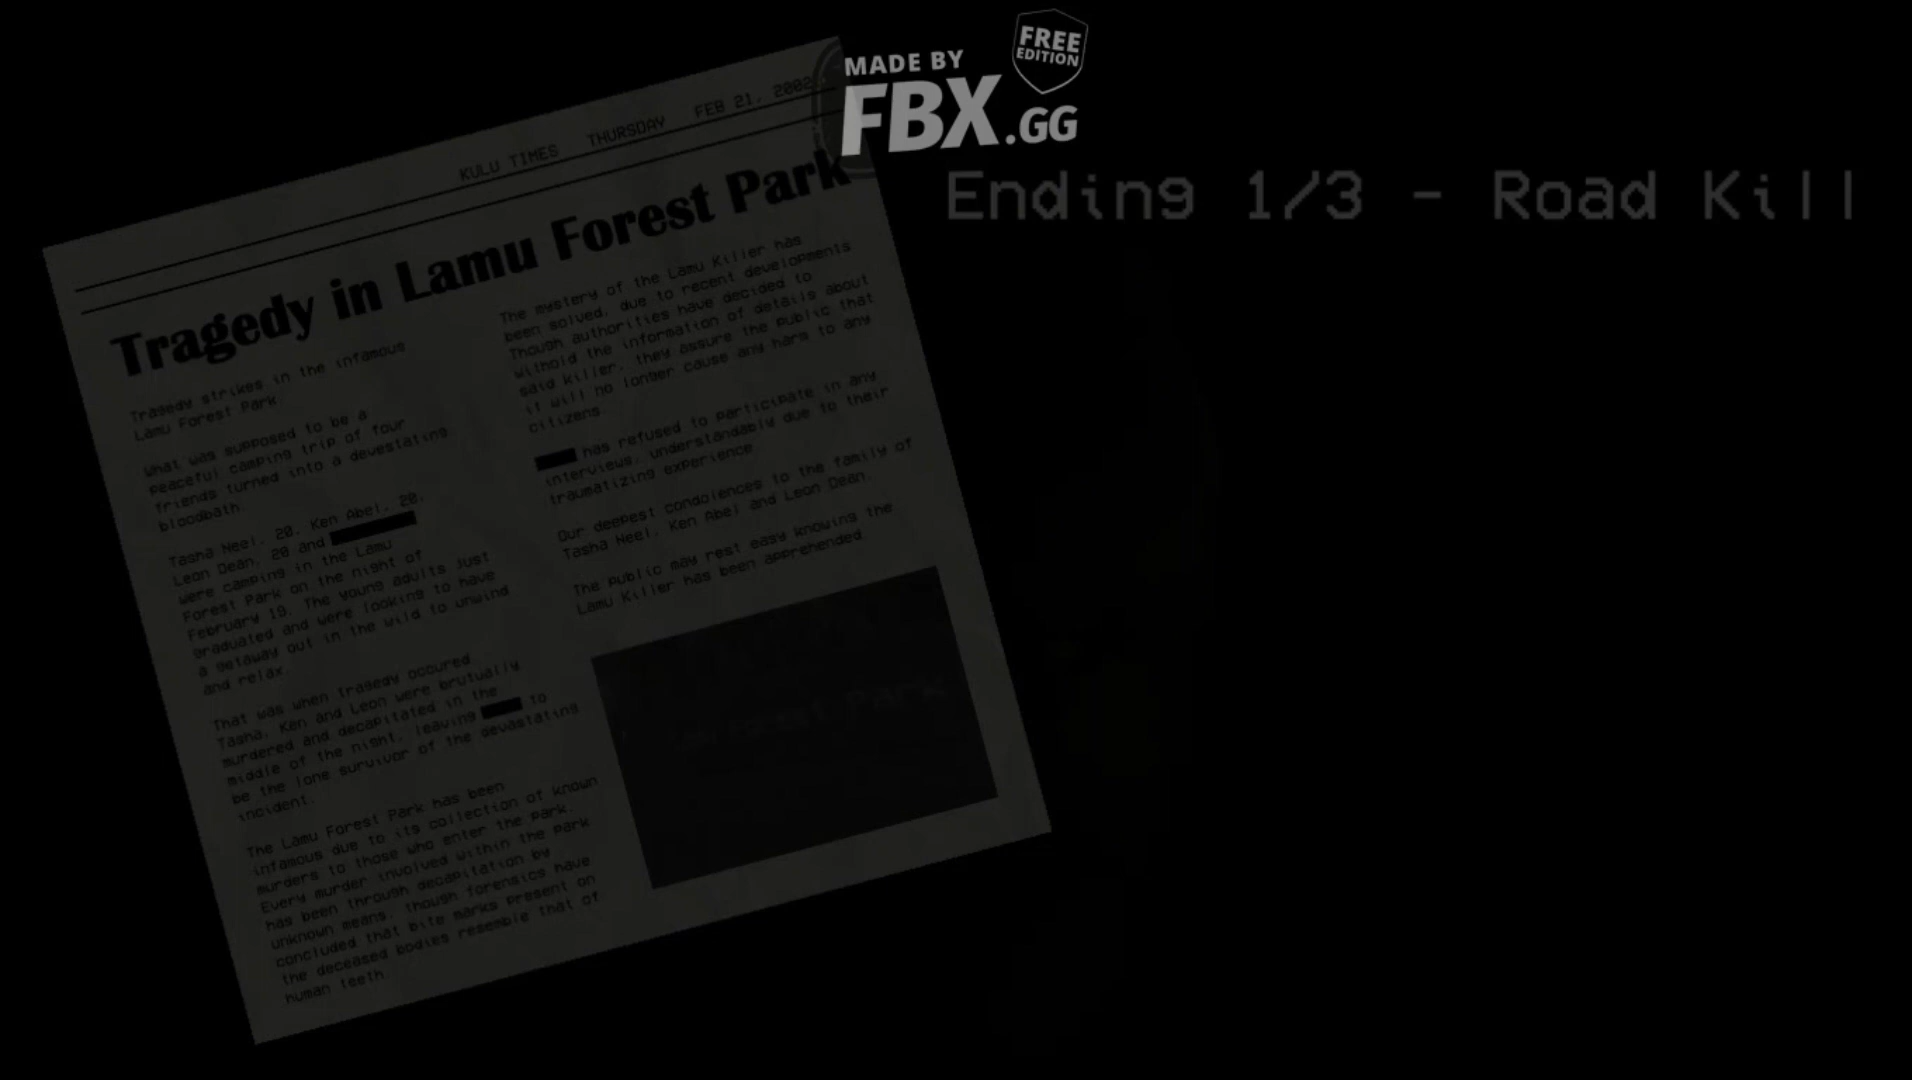 MADE BY
FBX.GG
FREE
EDITION
Ending 1/3 - Road Kill
KULU TIMES THURSDAY FEB 21, 2002
Tragedy in Lamu Forest Park
Tragedy strikes in the infamous
Lamu Forest Park
What was supposed to be a
peaceful camping trip of four
friends turned into a devestating
bloodbath.
Tasha Neel, 20, Ken Abel, 20,
Leon Dean, 20 and
were camping in the Lamu
Forest Park on the night of
February 19. The young adults just
graduated and were looking to have
a getaway out in the wild to unwind
and relax.
That was when tragedy occured
Tasha, Ken and Leon were brutually
murdered and decapitated in the
middle of the night, leaving to
be the lone survivor of the devastating
incident.
The Lamu Forest Park has been
infamous due to its collection of known
murders to those who enter the park.
Every murder involved within the park
has been through decapitation by
unknown means, though forensics have
concluded that bite marks present on
the deceased bodies resemble that of
human teeth
The mystery of the Lamu Killer has
been solved, due to recent developments
Though authorities have decided to
withold the information of details about
said killer, they assure the public that
it will no longer cause any harm to any
citizens.
has refused to participate in any
interviews, understandably due to their
traumatizing experience
Our deepest condolences to the family of
Tasha Neel, Ken Abel and Leon Dean.
The public may rest easy knowing the
Lamu Killer has been apprehended.
Forest Park